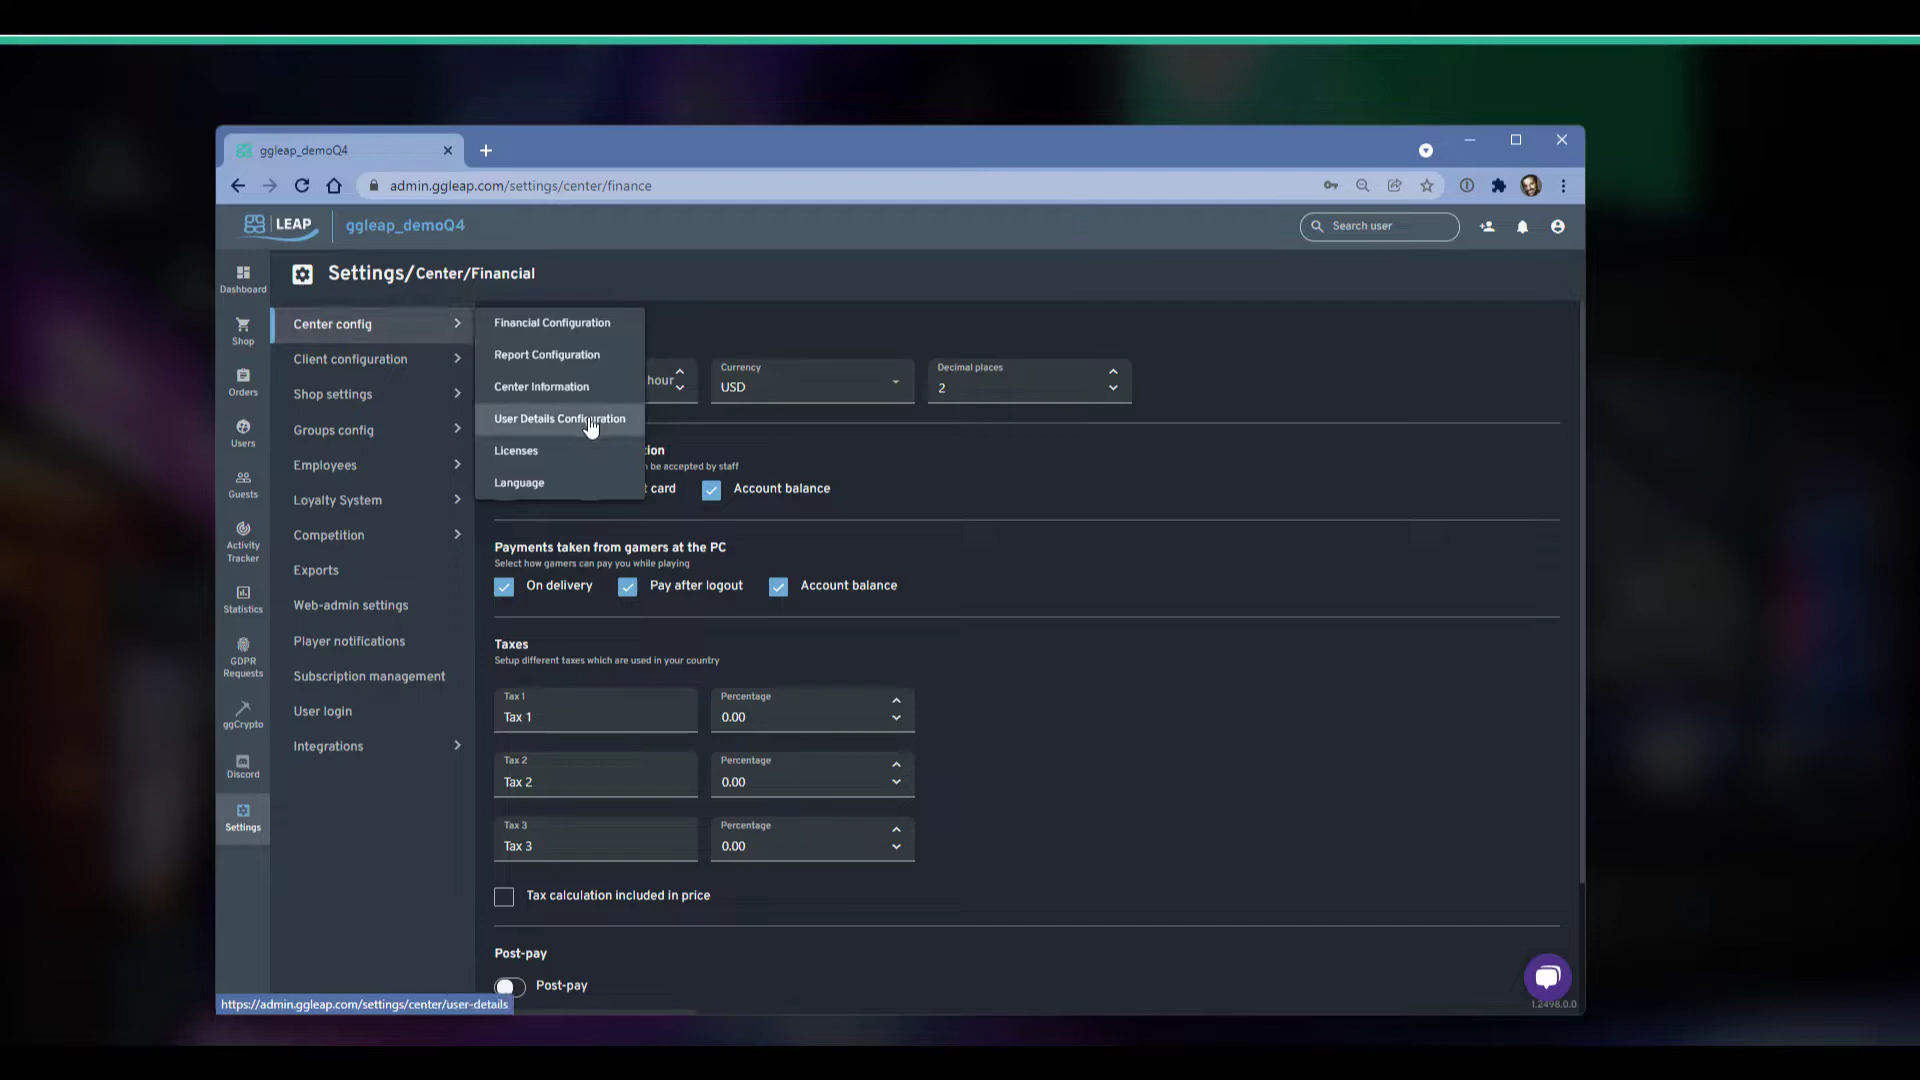 ggleap_demoQ4
admin.ggleap.com/settings/center/finance
LEAP
ggleap_demoQ4
Search user
Settings/Center/Financial
Dashboard
Shop
Orders
Users
Guests
Activity
Tracker
Statistics
GDPR
Requests
ggCrypto
Discord
Settings
Center config
Client configuration
Shop settings
Groups config
Employees
Loyalty System
Competition
Exports
Web-admin settings
Player notifications
Subscription management
User login
Integrations
Financial Configuration
Report Configuration
Center Information
User Details Configuration
Licenses
Language
hour
Currency
USD
Decimal places
2
tion
be accepted by staff
card
Account balance
Payments taken from gamers at the PC
Select how gamers can pay you while playing
On delivery
Pay after logout
Account balance
Taxes
Setup different taxes which are used in your country
Tax 1
Tax 1
Percentage
0.00
Tax 2
Tax 2
Percentage
0.00
Tax 3
Tax 3
Percentage
0.00
Tax calculation included in price
Post-pay
Post-pay
https://admin.ggleap.com/settings/center/user-details
1.2498.0.0